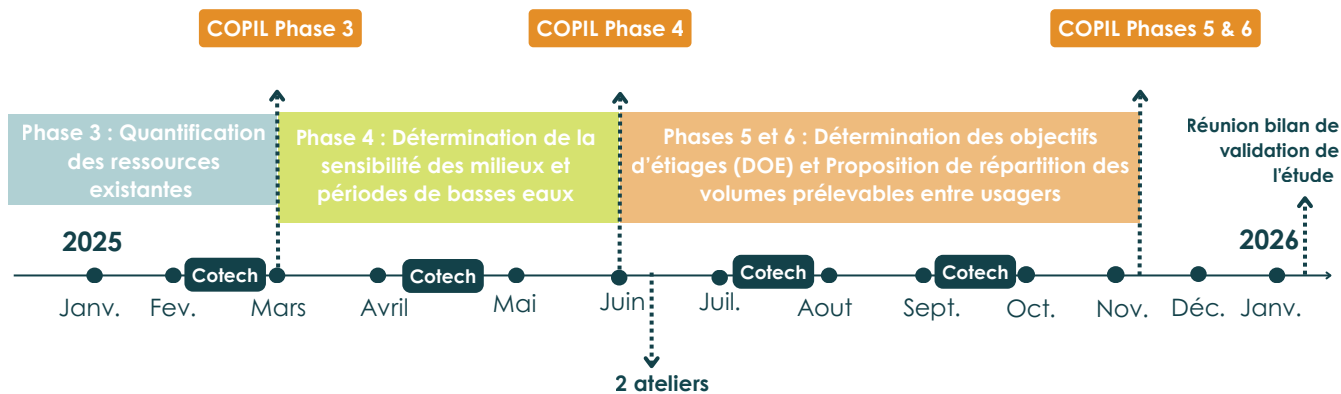 COPIL Phase 3
COPIL Phase 4
COPIL Phases 5 & 6
Phase 3 : Quantification
des ressources
existantes
Phase 4 : Détermination de la
sensibilité des milieux et
périodes de basses eaux
Phases 5 et 6 : Détermination des objectifs
d'étiages (DOE) et Proposition de répartition des
volumes prélevables entre usagers
Réunion bilan de
validation de
l'étude
2025
2026
Cotech
Cotech
Cotech
Cotech
Janv.
Fev.
Mars
Avril
Mai
Juin
Juil.
Aout
Sept.
Oct.
Nov.
Déc.
Janv.
2 ateliers